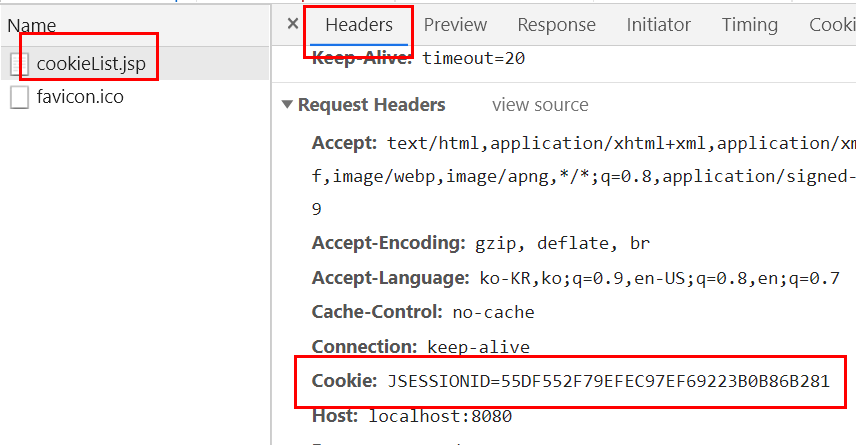 Name
cookieList.jsp
favicon.ico
× Headers Preview Response Initiator Timing Cooki
Keep-Alive: timeout=20
▼ Request Headers view source
Accept: text/html,application/xhtml+xml,application/xm
f,image/webp,image/apng,*/*;q=0.8,application/signed-
9
Accept-Encoding: gzip, deflate, br
Accept-Language: ko-KR,ko;q=0.9,en-US;q=0.8,en;q=0.7
Cache-Control: no-cache
Connection: keep-alive
Cookie: JSESSIONID=55DF552F79EFEC97EF69223B0B86B281
Host: localhost:8080